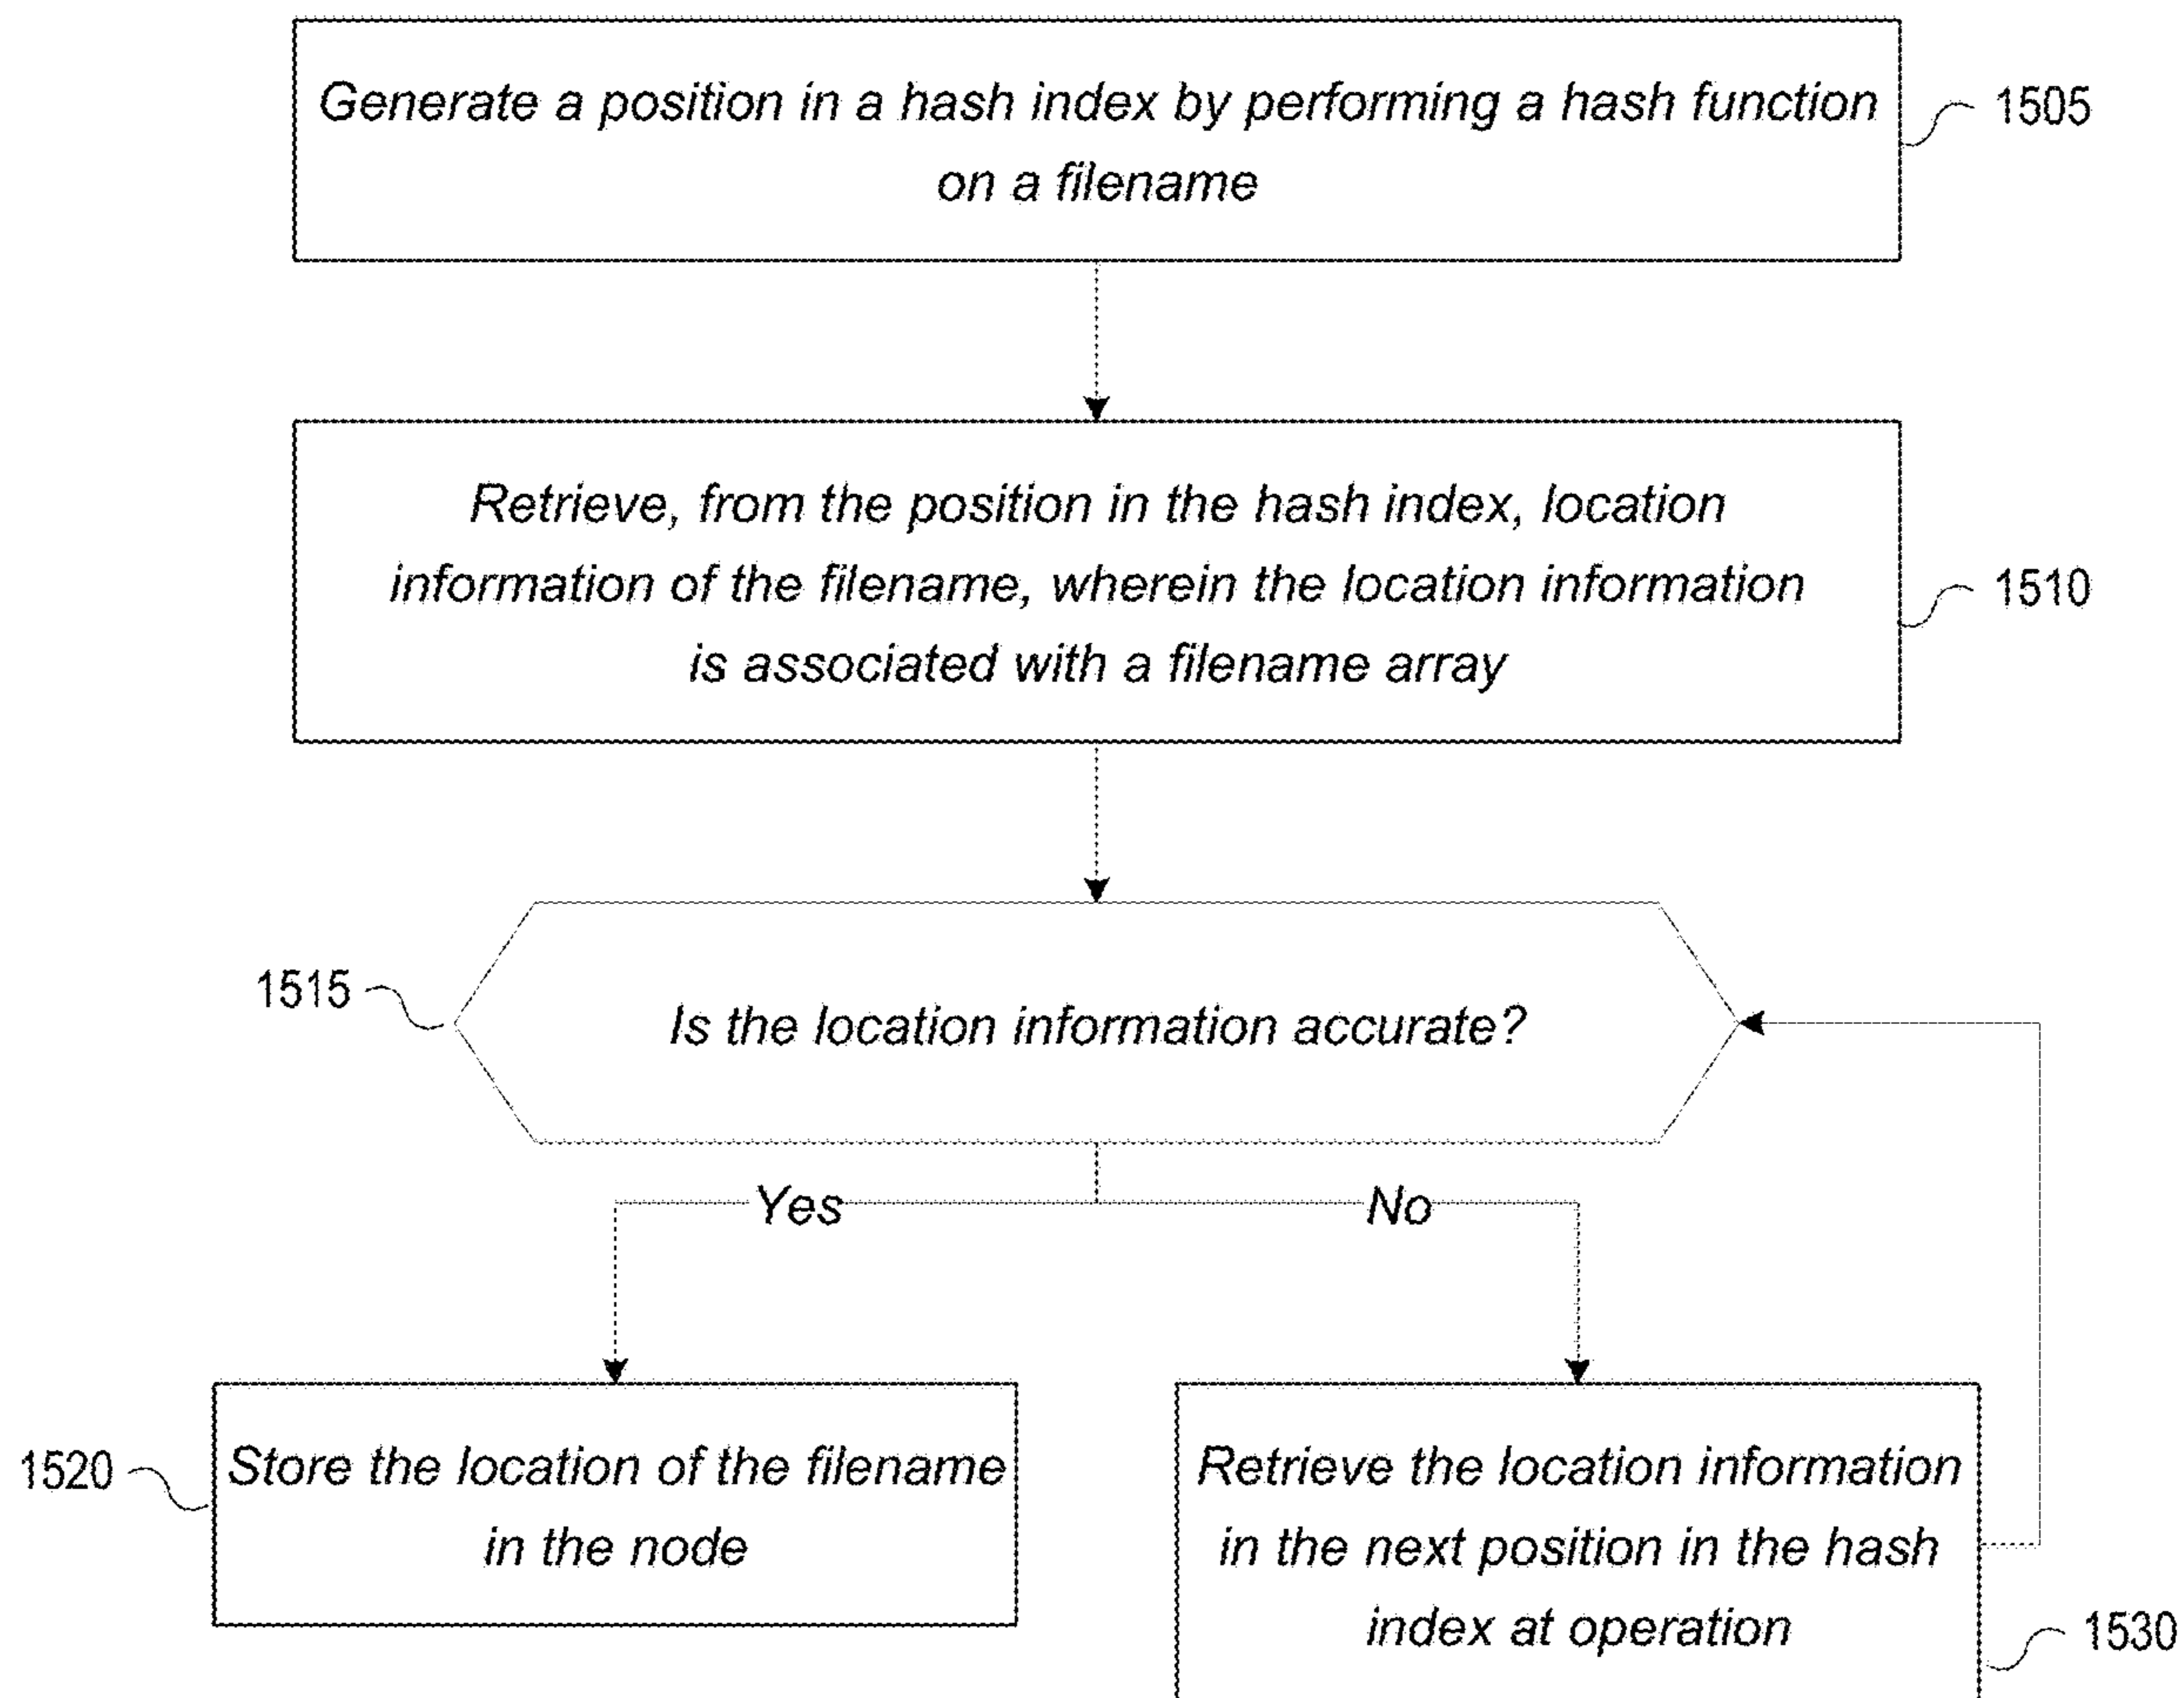 Generate a position in a hash index by performing a hash function
on a filename
1505
Retrieve, from the position in the hash index, location
information of the filename, wherein the location information
is associated with a filename array
1510
1515
Is the location information accurate?
Yes
No
1520
Store the location of the filename
in the node
Retrieve the location information
in the next position in the hash
index at operation
1530